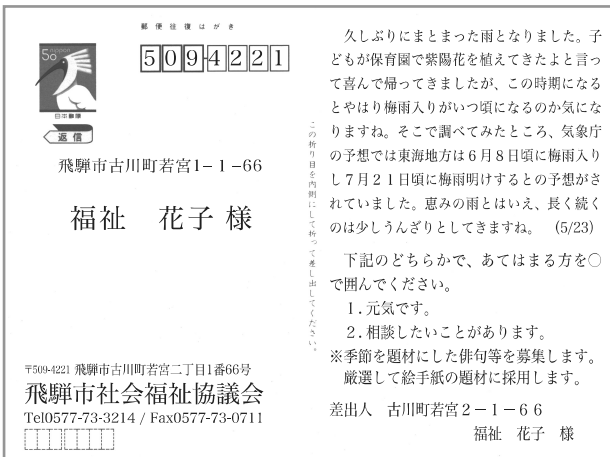 郵便往復はがき
nippon
50
日本郵便
返信
509-4221
飛騨市古川町若宮1-1-66
福祉　花子 様
〒509-4221 飛騨市古川町若宮二丁目1番66号
飛騨市社会福祉協議会
Tel0577-73-3214 / Fax0577-73-0711
この折り目を内側にして折って差し出してください。
久しぶりにまとまった雨となりました。子
どもが保育園で紫陽花を植えてきたよと言っ
て喜んで帰ってきましたが、この時期になる
とやはり梅雨入りがいつ頃になるのか気にな
りますね。そこで調べてみたところ、気象庁
の予想では東海地方は６月８日頃に梅雨入り
し７月２１日頃に梅雨明けするとの予想がさ
れていました。恵みの雨とはいえ、長く続く
のは少しうんざりとしてきますね。 (5/23)
下記のどちらかで、あてはまる方を〇
で囲んでください。
１.元気です。
２.相談したいことがあります。
※季節を題材にした俳句等を募集します。
厳選して絵手紙の題材に採用します。
差出人　古川町若宮２－１－６６
福祉　花子　様